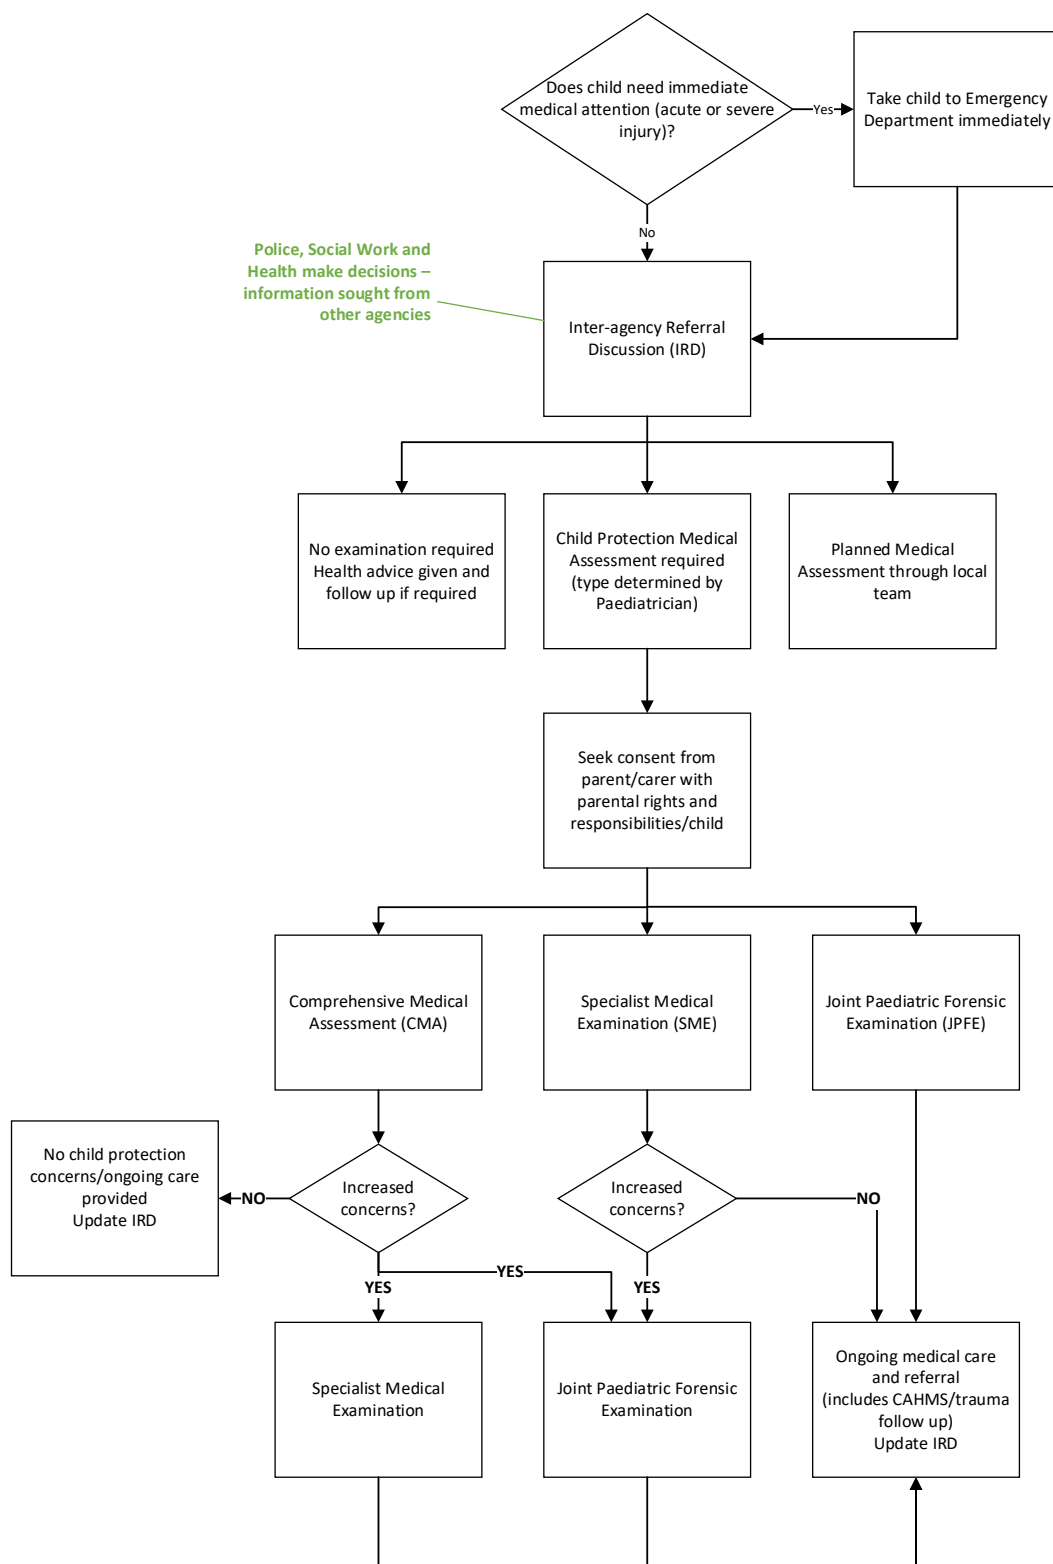 Does child need immediate
medical attention (acute or severe
injury)?
Yes
Take child to Emergency
Department immediately
No
Police, Social Work and
Health make decisions –
information sought from
other agencies
Inter-agency Referral
Discussion (IRD)
No examination required
Health advice given and
follow up if required
Child Protection Medical
Assessment required
(type determined by
Paediatrician)
Planned Medical
Assessment through local
team
Seek consent from
parent/carer with
parental rights and
responsibilities/child
Comprehensive Medical
Assessment (CMA)
Specialist Medical
Examination (SME)
Joint Paediatric Forensic
Examination (JPFE)
No child protection
concerns/ongoing care
provided
Update IRD
NO
Increased
concerns?
Increased
concerns?
NO
YES
YES
YES
Specialist Medical
Examination
Joint Paediatric Forensic
Examination
Ongoing medical care
and referral
(includes CAHMS/trauma
follow up)
Update IRD